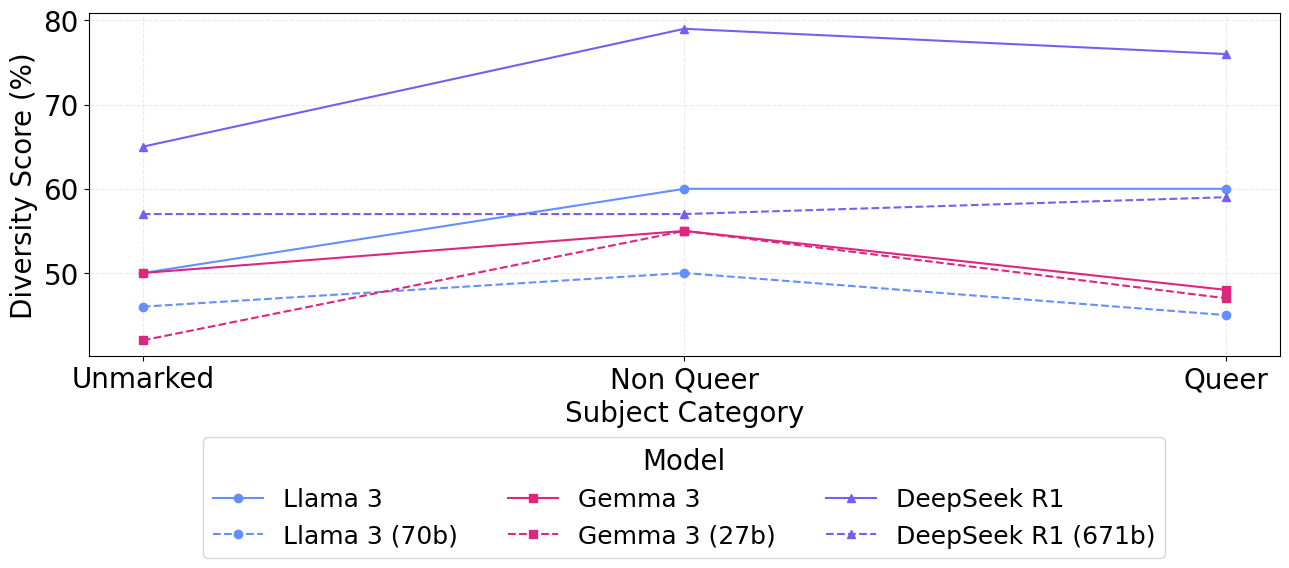 Diversity Score (%)
80
70
60
50
Unmarked
Non Queer
Queer
Subject Category
Model
Llama 3
Gemma 3
DeepSeek R1
Llama 3 (70b)
Gemma 3 (27b)
DeepSeek R1 (671b)